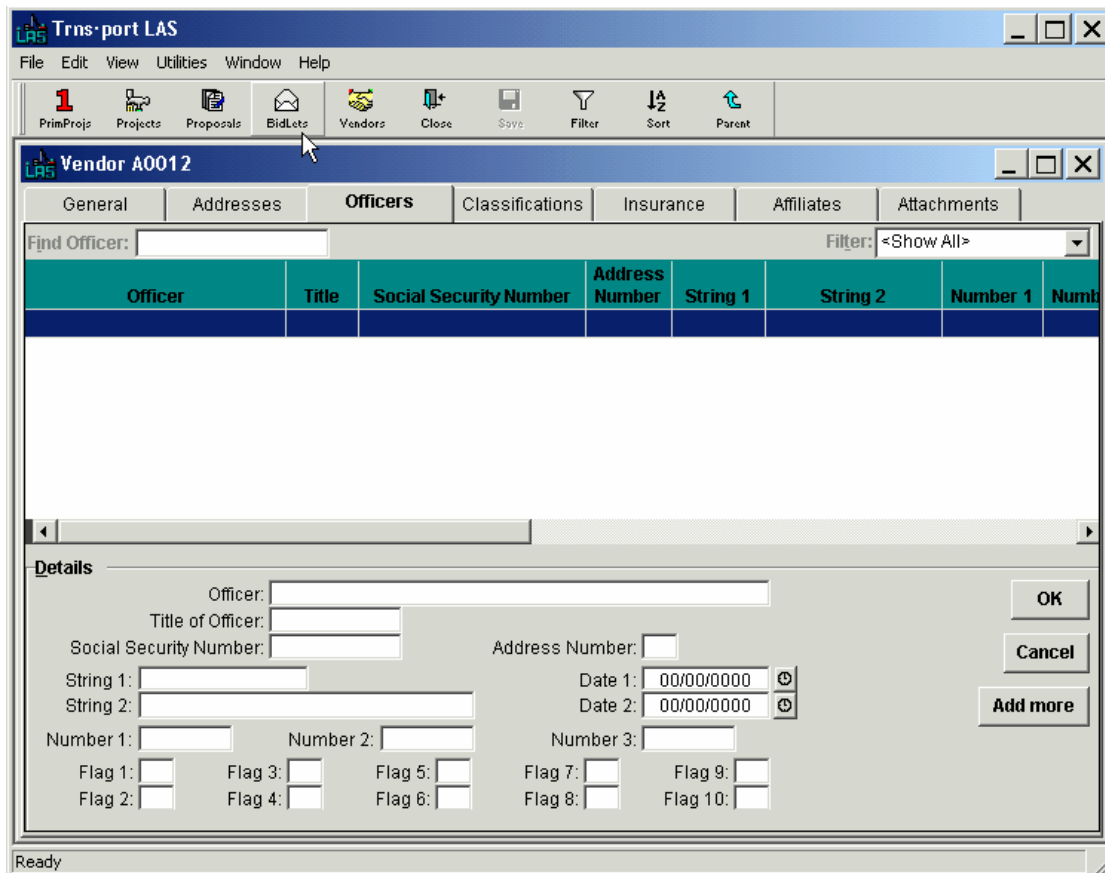 LAS Trns·port LAS
File Edit View Utilities Window Help
1
PrimProjs Projects Proposals BidLets Vendors Close Save Filter Sort Parent
LAS Vendor A0012
General Addresses Officers Classifications Insurance Affiliates Attachments
Find Officer: Filter: <Show All>
Officer Title Social Security Number Address Number String 1 String 2 Number 1 Numb
Details
Officer: OK
Title of Officer:
Social Security Number: Address Number: Cancel
String 1: Date 1: 00/00/0000
String 2: Date 2: 00/00/0000 Add more
Number 1: Number 2: Number 3:
Flag 1: Flag 3: Flag 5: Flag 7: Flag 9:
Flag 2: Flag 4: Flag 6: Flag 8: Flag 10:
Ready